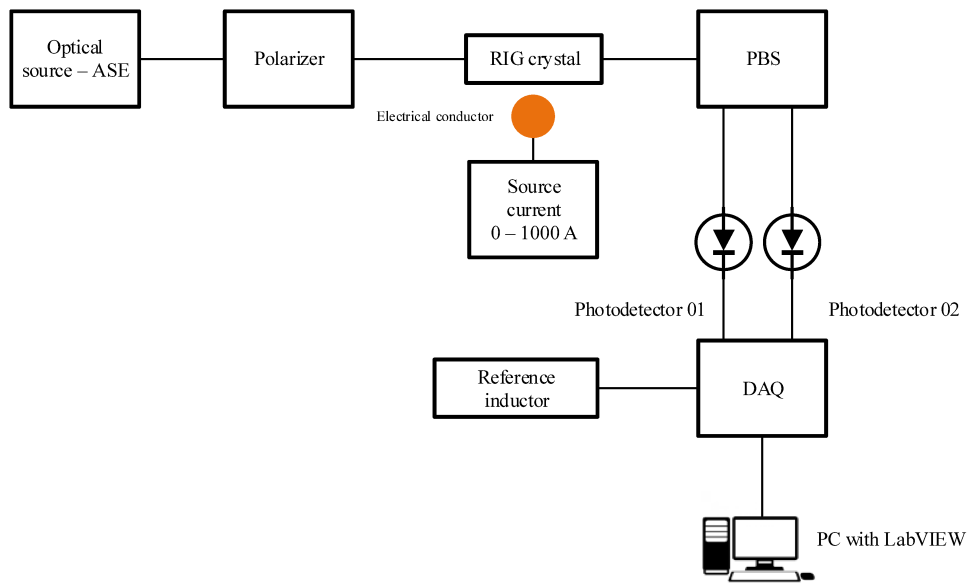 Optical
source – ASE
Polarizer
RIG crystal
PBS
Electrical conductor
Source
current
0 – 1000 A
Photodetector 01
Photodetector 02
Reference
inductor
DAQ
PC with LabVIEW